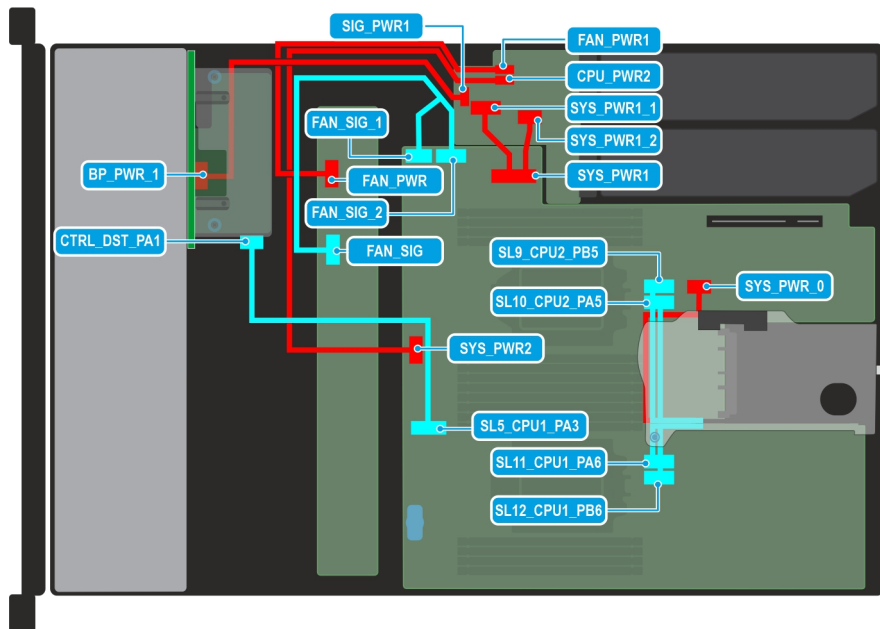 SIG_PWR1
FAN_PWR1
CPU_PWR2
SYS_PWR1_1
FAN_SIG_1
SYS_PWR1_2
BP_PWR_1
FAN_PWR
SYS_PWR1
FAN_SIG_2
CTRL_DST_PA1
FAN_SIG
SL9_CPU2_PB5
SYS_PWR_0
SL10_CPU2_PA5
SYS_PWR2
SL5_CPU1_PA3
SL11_CPU1_PA6
SL12_CPU1_PB6